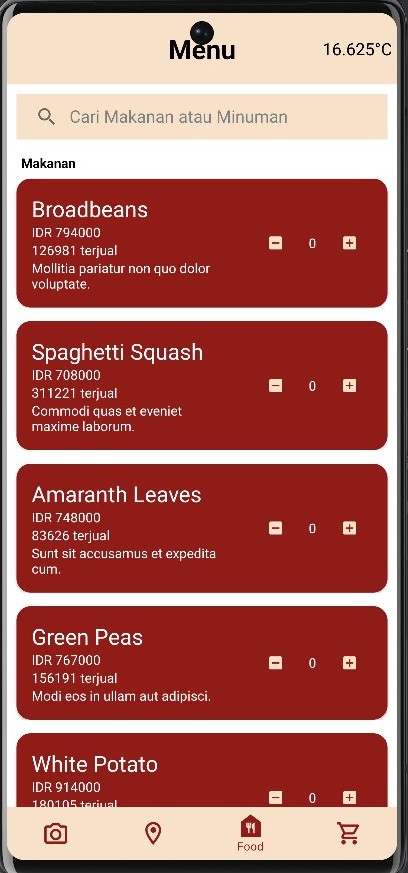 Menu
16.625°C
Cari Makanan atau Minuman
Makanan
Broadbeans
IDR 794000
126981 terjual
Mollitia pariatur non quo dolor
voluptate.
0
Spaghetti Squash
IDR 708000
311221 terjual
Commodi quas et eveniet
maxime laborum.
0
Amaranth Leaves
IDR 748000
83626 terjual
Sunt sit accusamus et expedita
cum.
0
Green Peas
IDR 767000
156191 terjual
Modi eos in ullam aut adipisci.
0
White Potato
IDR 914000
180105 terjual
0
Food